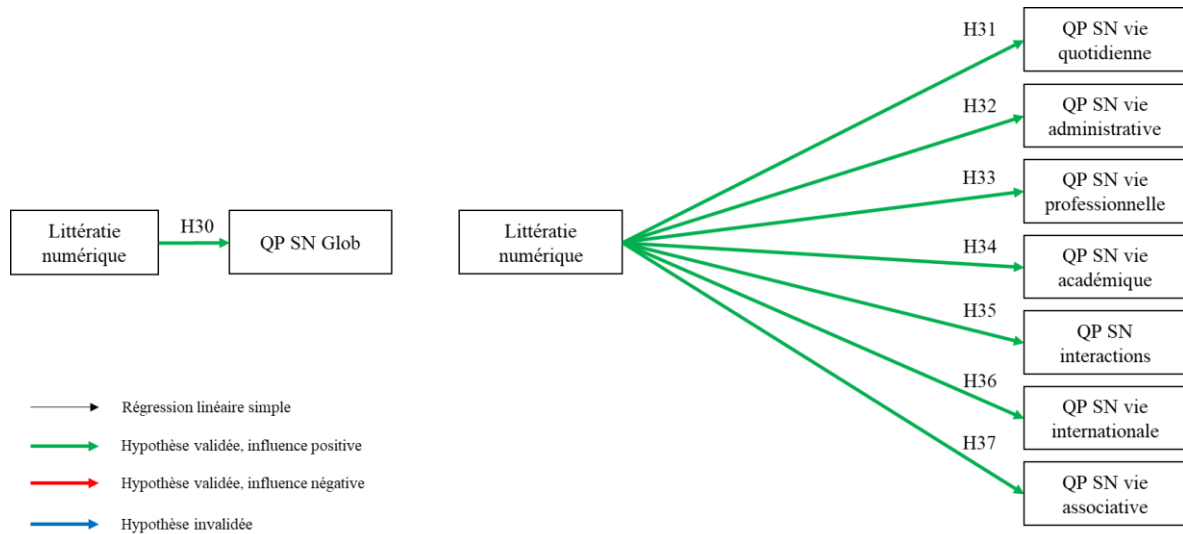 Littératie
numérique
H30
QP SN Glob
Littératie
numérique
H31
QP SN vie
quotidienne
H32
QP SN vie
administrative
H33
QP SN vie
professionnelle
H34
QP SN vie
académique
H35
QP SN
interactions
H36
QP SN vie
internationale
H37
QP SN vie
associative
Régression linéaire simple
Hypothèse validée, influence positive
Hypothèse validée, influence négative
Hypothèse invalidée